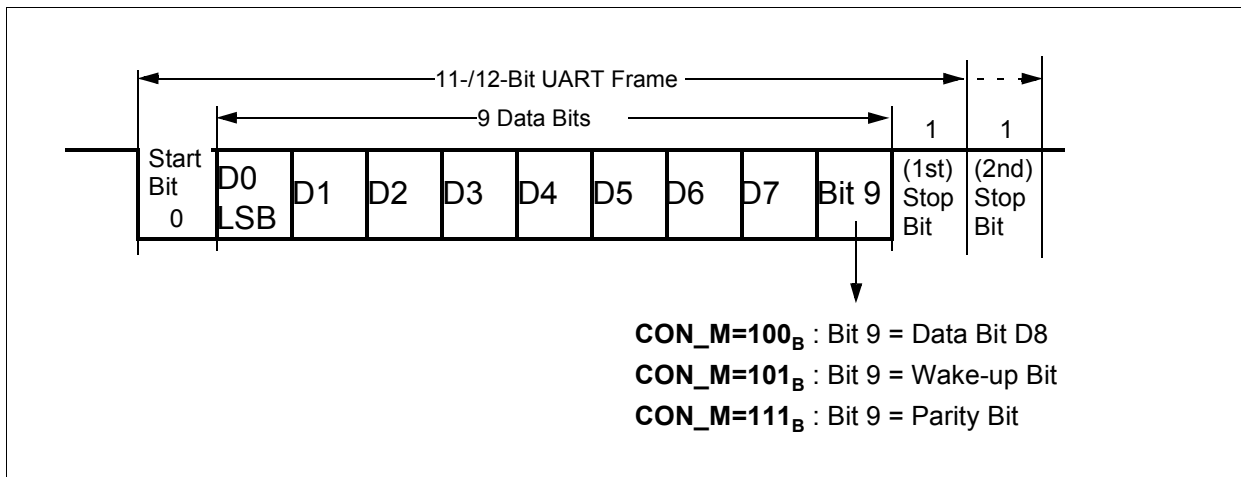 11-/12-Bit UART Frame
9 Data Bits
1 1
Start Bit 0
D0 LSB
D1
D2
D3
D4
D5
D6
D7
Bit 9
(1st) Stop Bit
(2nd) Stop Bit
CON_M=100B : Bit 9 = Data Bit D8
CON_M=101B : Bit 9 = Wake-up Bit
CON_M=111B : Bit 9 = Parity Bit